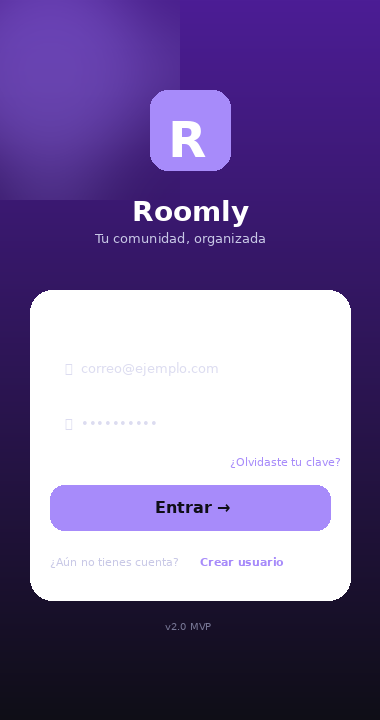 R
Roomly
Tu comunidad, organizada
correo@ejemplo.com
••••••••••
¿Olvidaste tu clave?
Entrar →
¿Aún no tienes cuenta? Crear usuario
v2.0 MVP